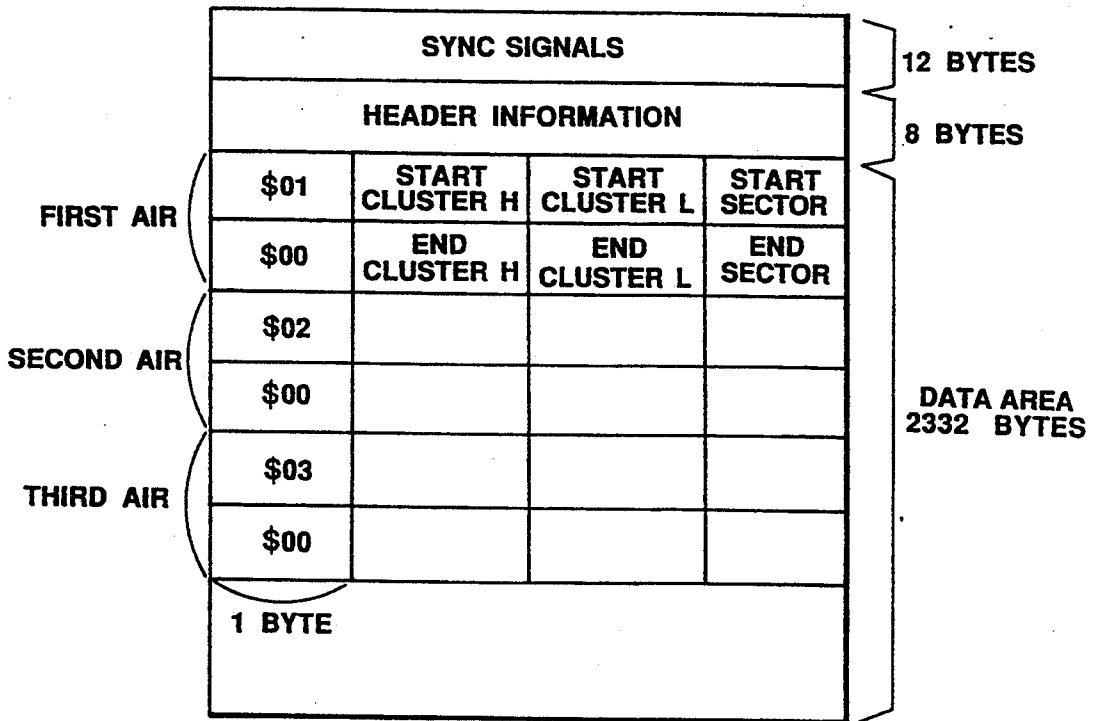 SYNC SIGNALS
12 BYTES
HEADER INFORMATION
8 BYTES
FIRST AIR
$01
START
CLUSTER H
START
CLUSTER L
START
SECTOR
$00
END
CLUSTER H
END
CLUSTER L
END
SECTOR
SECOND AIR
$02
$00
DATA AREA
2332 BYTES
THIRD AIR
$03
$00
1 BYTE